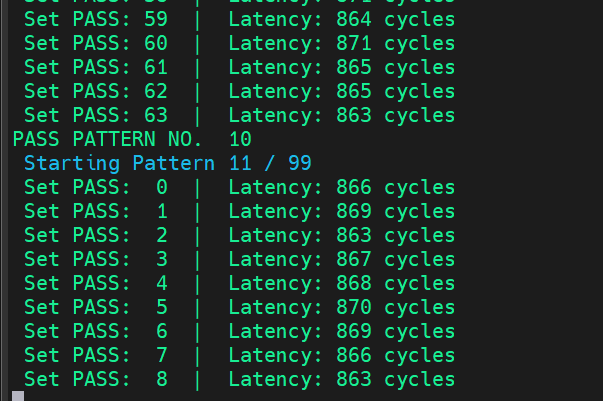 Set PASS: 59 | Latency: 864 cycles
Set PASS: 60 | Latency: 871 cycles
Set PASS: 61 | Latency: 865 cycles
Set PASS: 62 | Latency: 865 cycles
Set PASS: 63 | Latency: 863 cycles
PASS PATTERN NO. 10
Starting Pattern 11 / 99
Set PASS: 0 | Latency: 866 cycles
Set PASS: 1 | Latency: 869 cycles
Set PASS: 2 | Latency: 863 cycles
Set PASS: 3 | Latency: 867 cycles
Set PASS: 4 | Latency: 868 cycles
Set PASS: 5 | Latency: 870 cycles
Set PASS: 6 | Latency: 869 cycles
Set PASS: 7 | Latency: 866 cycles
Set PASS: 8 | Latency: 863 cycles